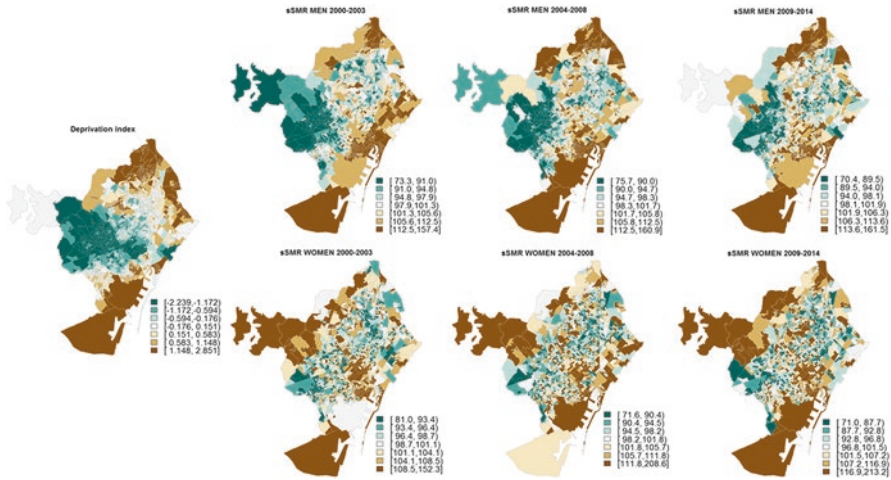 sSMR MEN 2000-2003
[ 73.3, 91.0)
[ 91.0, 94.8)
[ 94.8, 97.9)
[ 97.9,101.3)
[101.3,105.6)
[105.6,112.5)
[112.5,157.4]
sSMR MEN 2004-2008
[ 75.7, 90.0)
[ 90.0, 94.7)
[ 94.7, 98.3)
[ 98.3,101.7)
[101.7,105.8)
[105.8,112.5)
[112.5,160.9]
sSMR MEN 2009-2014
[ 70.4, 89.5)
[ 89.5, 94.0)
[ 94.0, 98.1)
[ 98.1,101.9)
[101.9,106.3)
[106.3,113.6)
[113.6,161.5]
Deprivation index
[-2.239,-1.172)
[-1.172,-0.594)
[-0.594,-0.176)
[-0.176, 0.151)
[ 0.151, 0.583)
[ 0.583, 1.148)
[ 1.148, 2.851]
sSMR WOMEN 2000-2003
[ 81.0, 93.4)
[ 93.4, 96.4)
[ 96.4, 98.7)
[ 98.7,101.1)
[101.1,104.1)
[104.1,108.5)
[108.5,152.3]
sSMR WOMEN 2004-2008
[ 71.6, 90.4)
[ 90.4, 94.5)
[ 94.5, 98.2)
[ 98.2,101.8)
[101.8,105.7)
[105.7,111.8)
[111.8,208.6]
sSMR WOMEN 2009-2014
[ 71.0, 87.7)
[ 87.7, 92.8)
[ 92.8, 96.8)
[ 96.8,101.5)
[101.5,107.2)
[107.2,116.9)
[116.9,213.2]